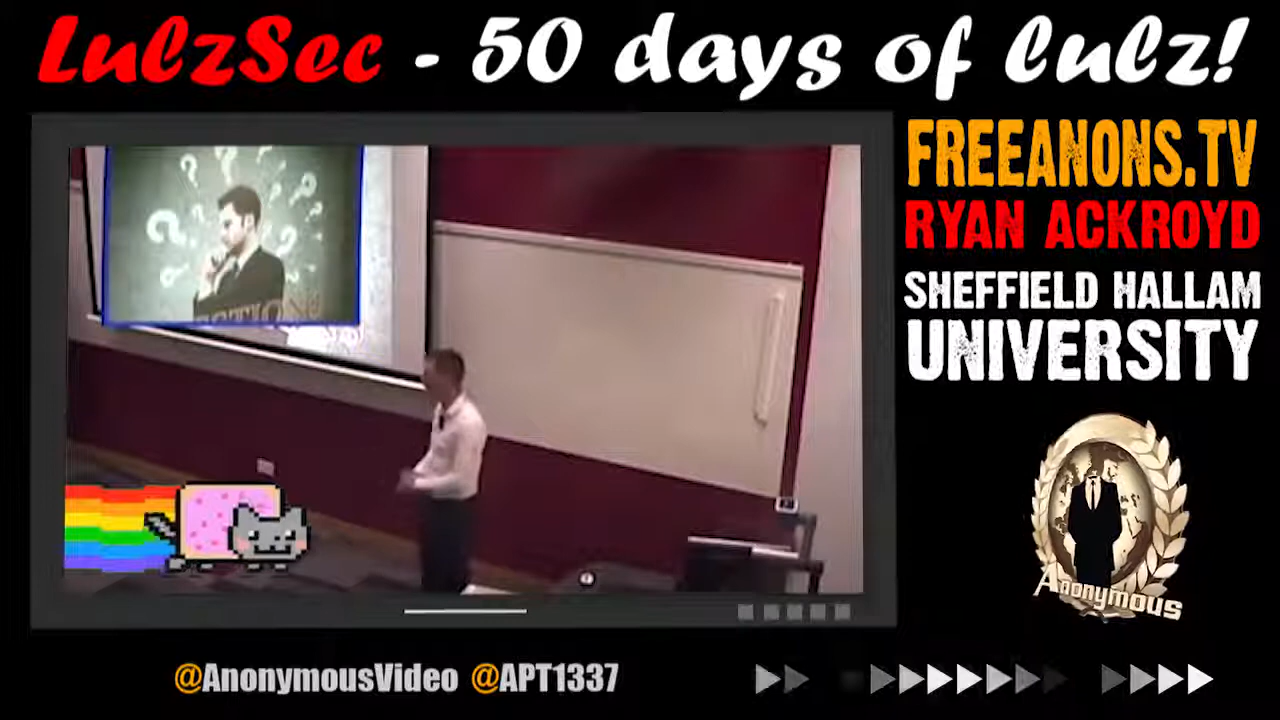 LulzSec - 50 days of lulz!
FREEANONS.TV
RYAN ACKROYD
SHEFFIELD HALLAM
UNIVERSITY
Anonymous
@AnonymousVideo @APT1337